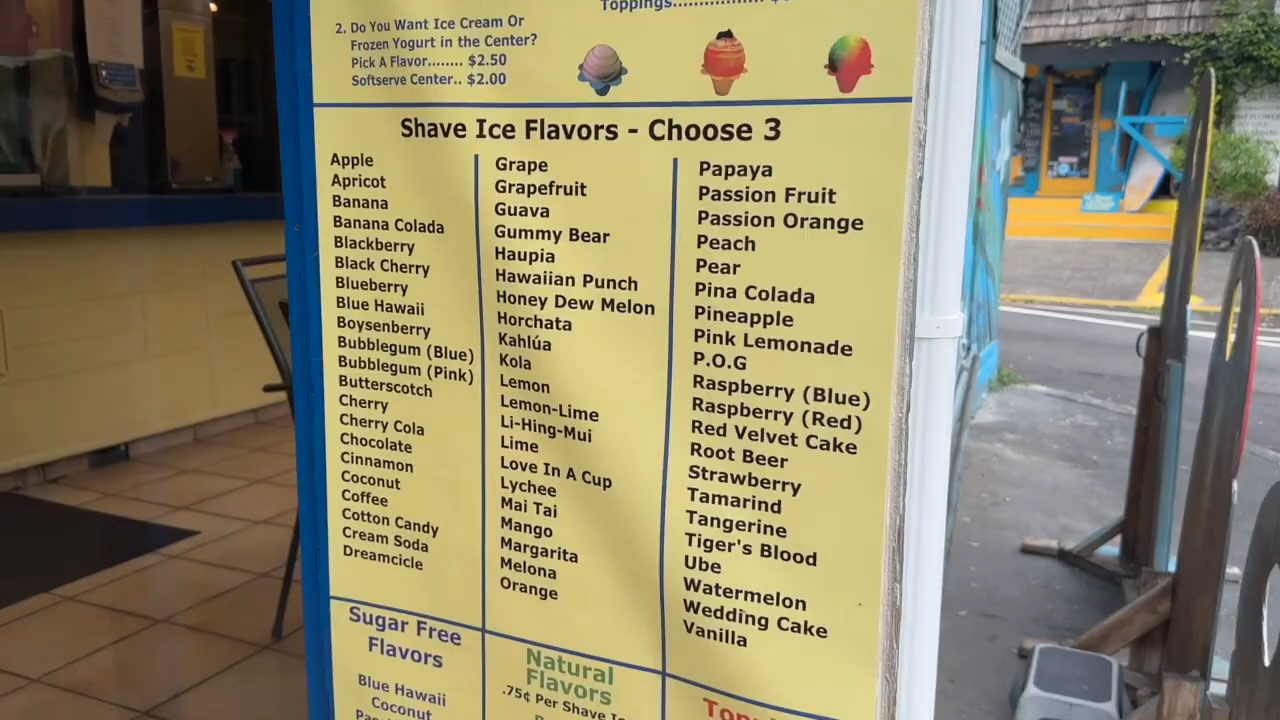 Toppings................. $
2. Do You Want Ice Cream Or
Frozen Yogurt in the Center?
Pick A Flavor........ $2.50
Softserve Center.. $2.00
Shave Ice Flavors - Choose 3
Apple
Apricot
Banana
Banana Colada
Blackberry
Black Cherry
Blueberry
Blue Hawaii
Boysenberry
Bubblegum (Blue)
Bubblegum (Pink)
Butterscotch
Cherry
Cherry Cola
Chocolate
Cinnamon
Coconut
Coffee
Cotton Candy
Cream Soda
Dreamcicle
Grape
Grapefruit
Guava
Gummy Bear
Haupia
Hawaiian Punch
Honey Dew Melon
Horchata
Kahlúa
Kola
Lemon
Lemon-Lime
Li-Hing-Mui
Lime
Love In A Cup
Lychee
Mai Tai
Mango
Margarita
Melona
Orange
Papaya
Passion Fruit
Passion Orange
Peach
Pear
Pina Colada
Pineapple
Pink Lemonade
P.O.G
Raspberry (Blue)
Raspberry (Red)
Red Velvet Cake
Root Beer
Strawberry
Tamarind
Tangerine
Tiger's Blood
Ube
Watermelon
Wedding Cake
Vanilla
Sugar Free
Flavors
Blue Hawaii
Coconut
Natural
Flavors
.75¢ Per Shave